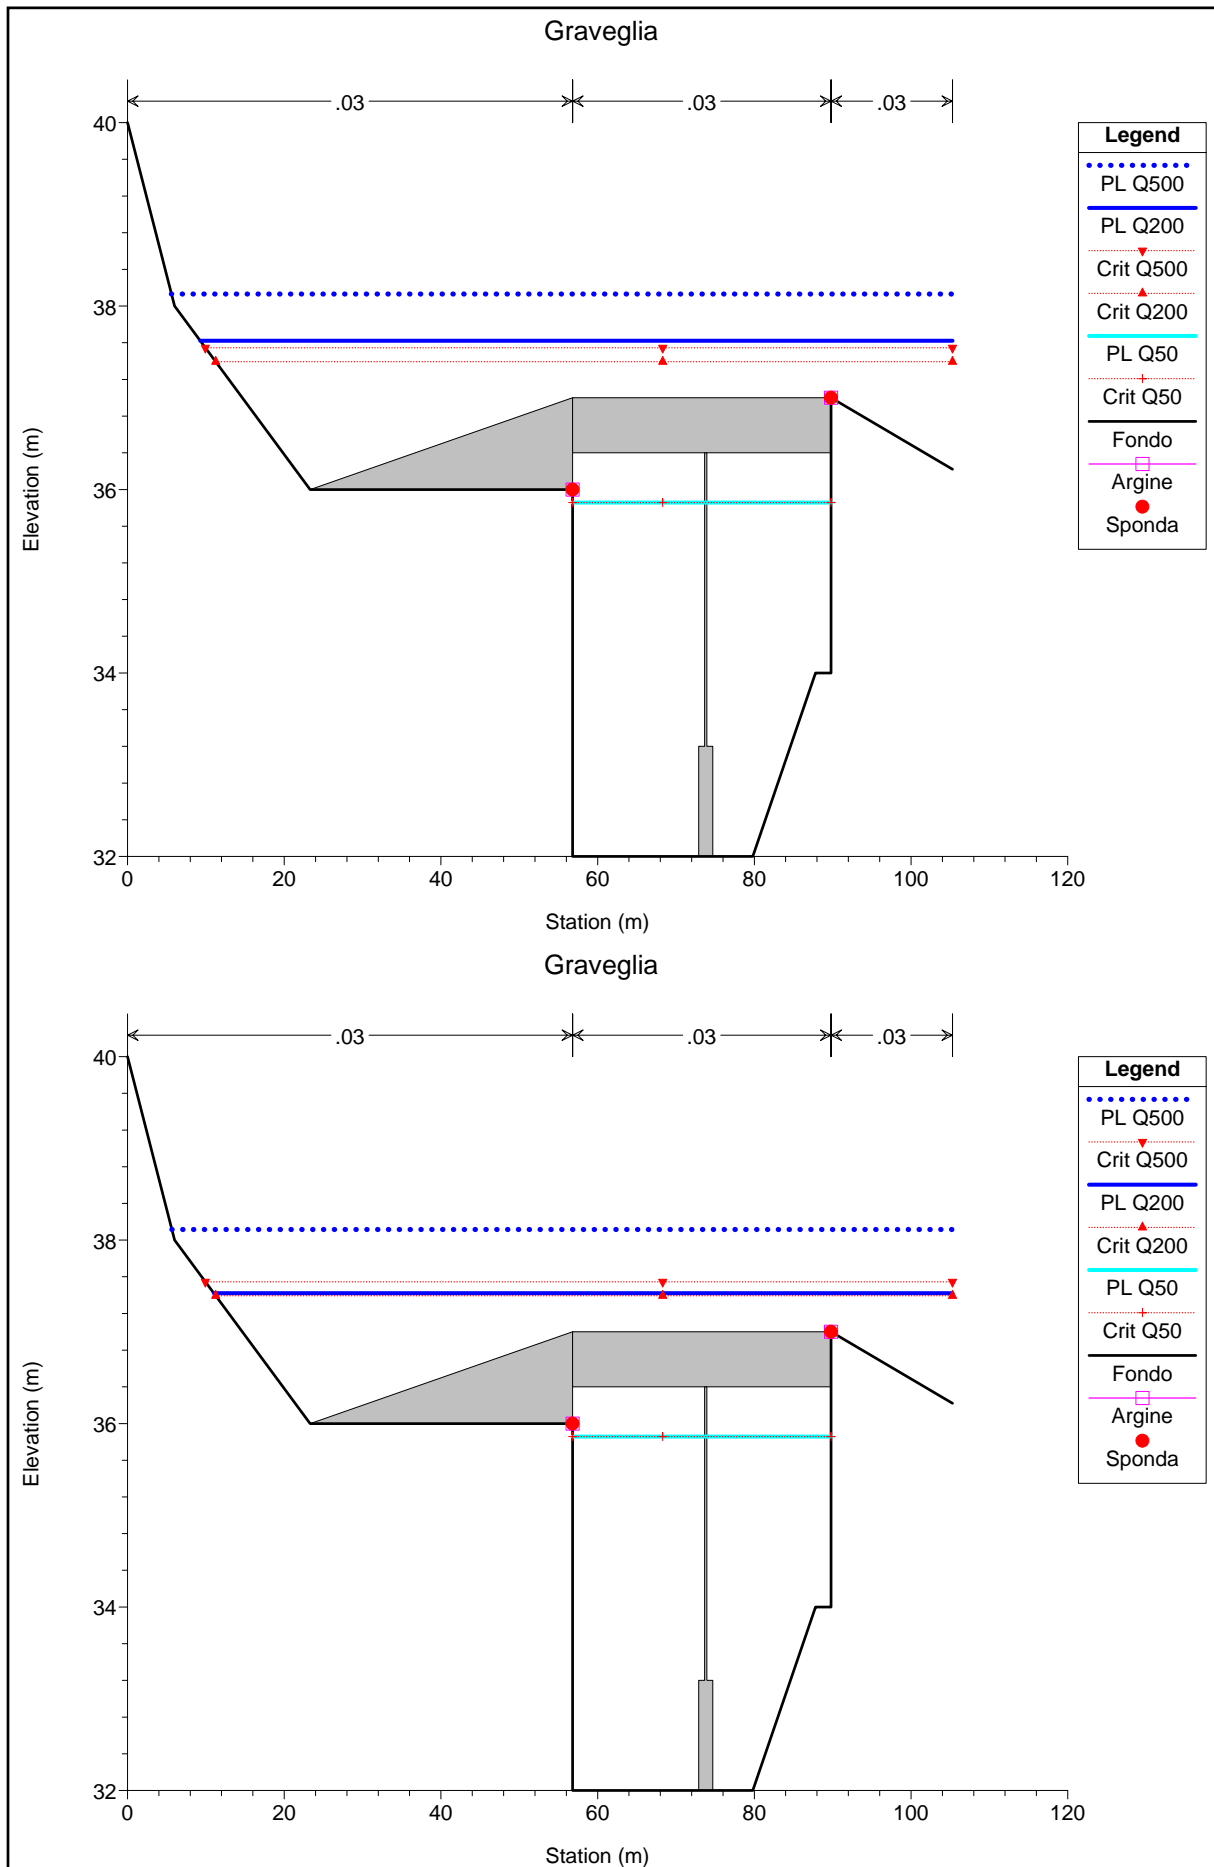 Graveglia
.03 .03 .03
40
38
36
34
32
Elevation (m)
0 20 40 60 80 100 120
Station (m)
Legend
PL Q500
PL Q200
Crit Q500
Crit Q200
PL Q50
Crit Q50
Fondo
Argine
Sponda
Graveglia
.03 .03 .03
40
38
36
34
32
Elevation (m)
0 20 40 60 80 100 120
Station (m)
Legend
PL Q500
Crit Q500
PL Q200
Crit Q200
PL Q50
Crit Q50
Fondo
Argine
Sponda